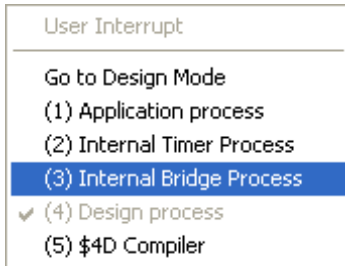 User Interrupt
Go to Design Mode
(1) Application process
(2) Internal Timer Process
(3) Internal Bridge Process
(4) Design process
(5) $4D Compiler